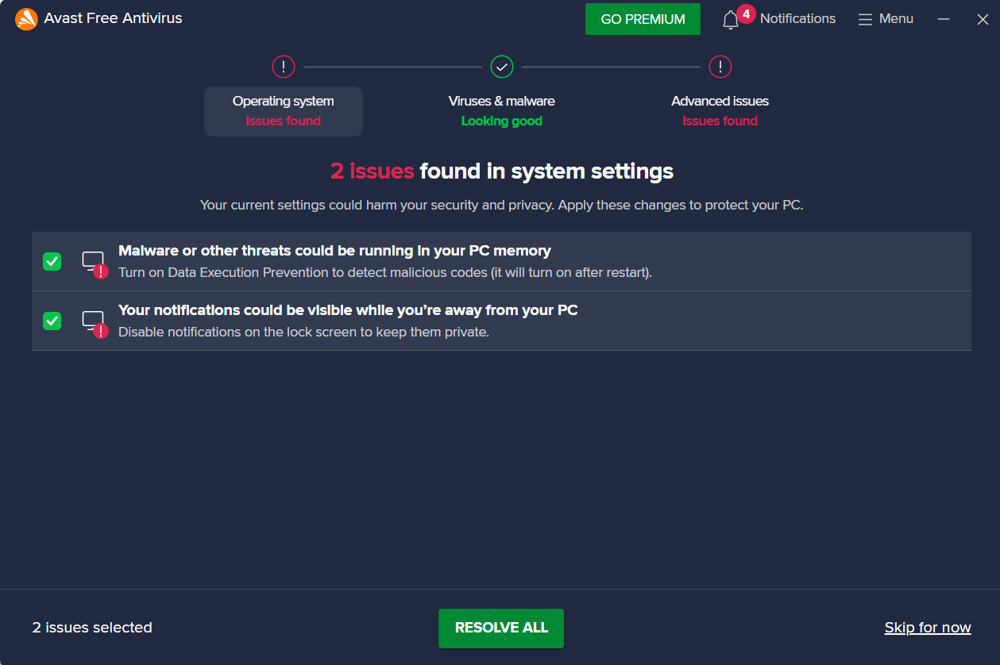 Avast Free Antivirus
GO PREMIUM
4
Notifications
Menu
Operating system
Issues found
Viruses & malware
Looking good
Advanced issues
Issues found
2 issues found in system settings
Your current settings could harm your security and privacy. Apply these changes to protect your PC.
Malware or other threats could be running in your PC memory
Turn on Data Execution Prevention to detect malicious codes (it will turn on after restart).
Your notifications could be visible while you’re away from your PC
Disable notifications on the lock screen to keep them private.
2 issues selected
RESOLVE ALL
Skip for now